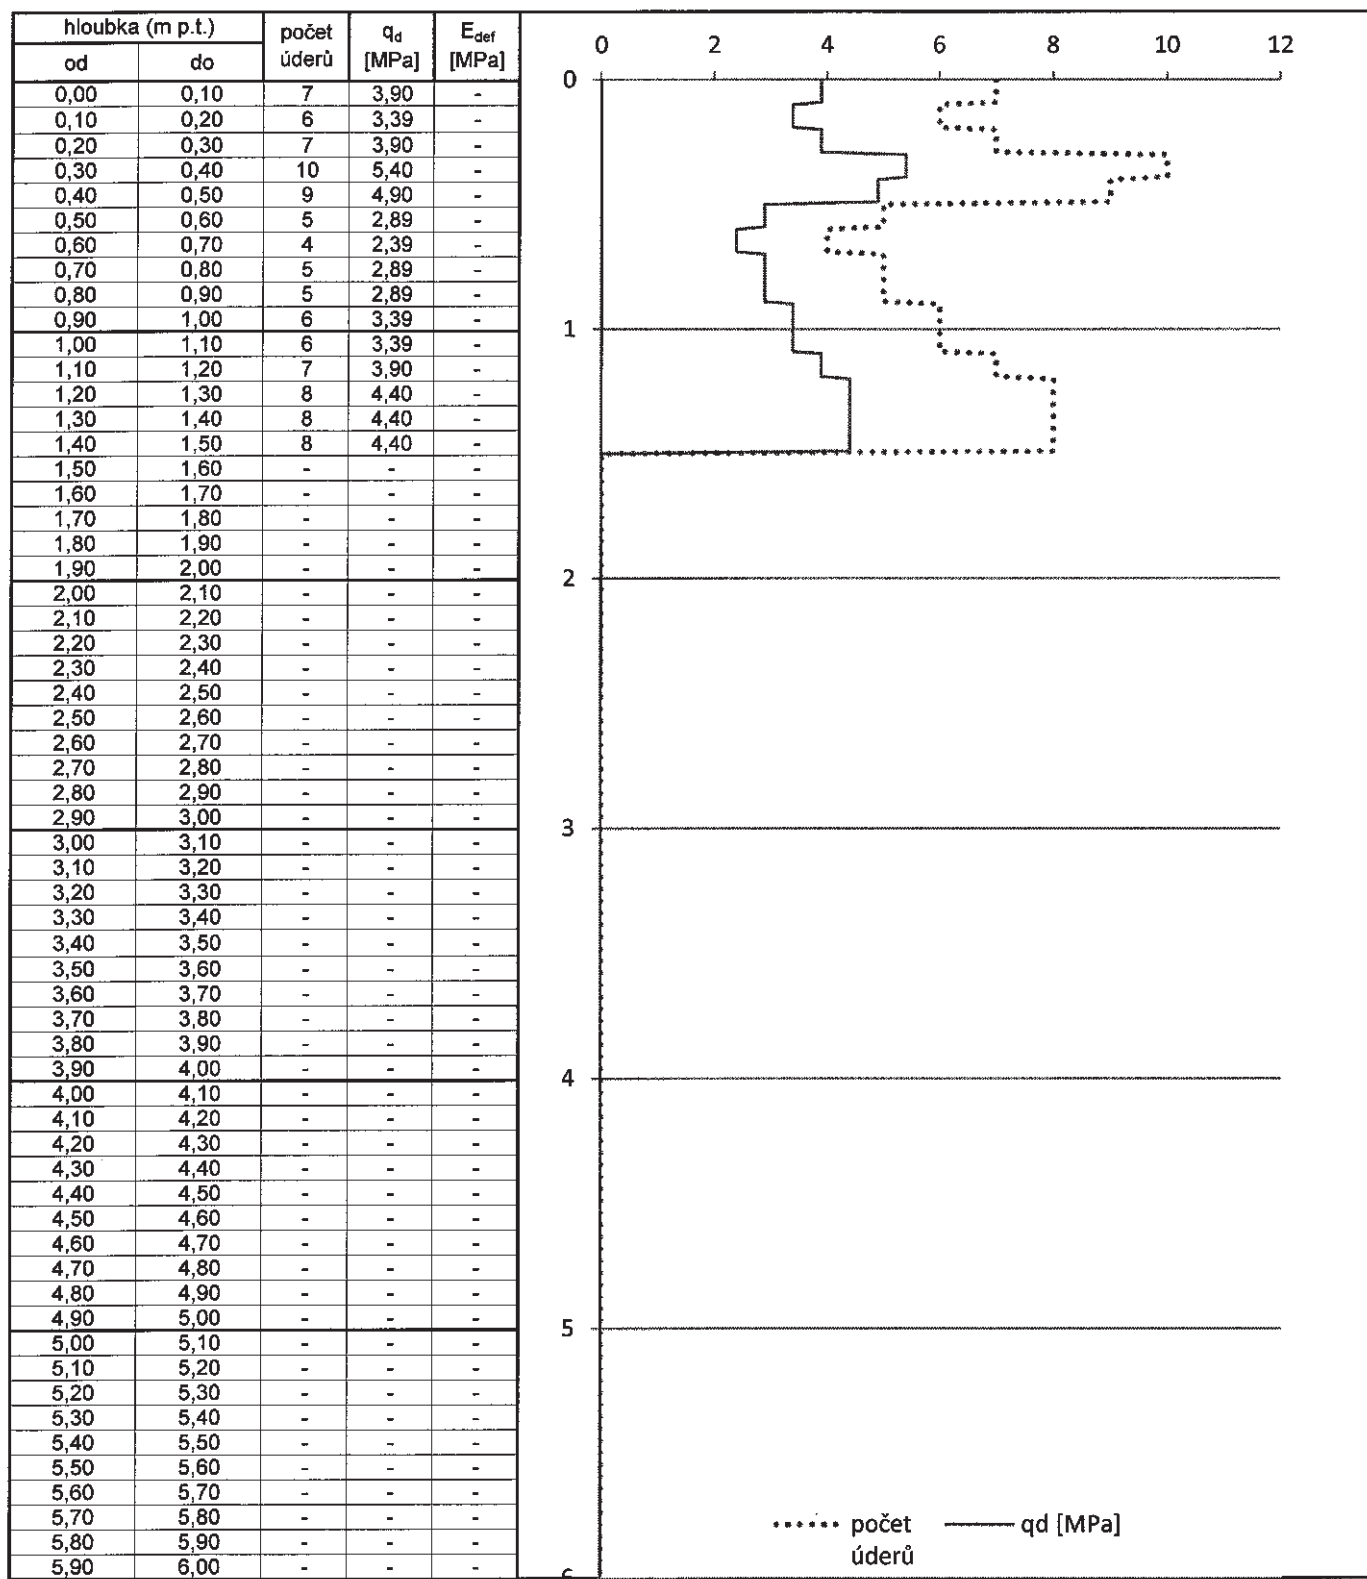 hloubka (m p.t.) počet úderů qd [MPa] Edef [MPa]
od do
0,00 0,10 7 3,90 -
0,10 0,20 6 3,39 -
0,20 0,30 7 3,90 -
0,30 0,40 10 5,40 -
0,40 0,50 9 4,90 -
0,50 0,60 5 2,89 -
0,60 0,70 4 2,39 -
0,70 0,80 5 2,89 -
0,80 0,90 5 2,89 -
0,90 1,00 6 3,39 -
1,00 1,10 6 3,39 -
1,10 1,20 7 3,90 -
1,20 1,30 8 4,40 -
1,30 1,40 8 4,40 -
1,40 1,50 8 4,40 -
1,50 1,60 - - -
1,60 1,70 - - -
1,70 1,80 - - -
1,80 1,90 - - -
1,90 2,00 - - -
2,00 2,10 - - -
2,10 2,20 - - -
2,20 2,30 - - -
2,30 2,40 - - -
2,40 2,50 - - -
2,50 2,60 - - -
2,60 2,70 - - -
2,70 2,80 - - -
2,80 2,90 - - -
2,90 3,00 - - -
3,00 3,10 - - -
3,10 3,20 - - -
3,20 3,30 - - -
3,30 3,40 - - -
3,40 3,50 - - -
3,50 3,60 - - -
3,60 3,70 - - -
3,70 3,80 - - -
3,80 3,90 - - -
3,90 4,00 - - -
4,00 4,10 - - -
4,10 4,20 - - -
4,20 4,30 - - -
4,30 4,40 - - -
4,40 4,50 - - -
4,50 4,60 - - -
4,60 4,70 - - -
4,70 4,80 - - -
4,80 4,90 - - -
4,90 5,00 - - -
5,00 5,10 - - -
5,10 5,20 - - -
5,20 5,30 - - -
5,30 5,40 - - -
5,40 5,50 - - -
5,50 5,60 - - -
5,60 5,70 - - -
5,70 5,80 - - -
5,80 5,90 - - -
5,90 6,00 - - -
0 2 4 6 8 10 12
0
1
2
3
4
5
6
počet úderů
qd [MPa]